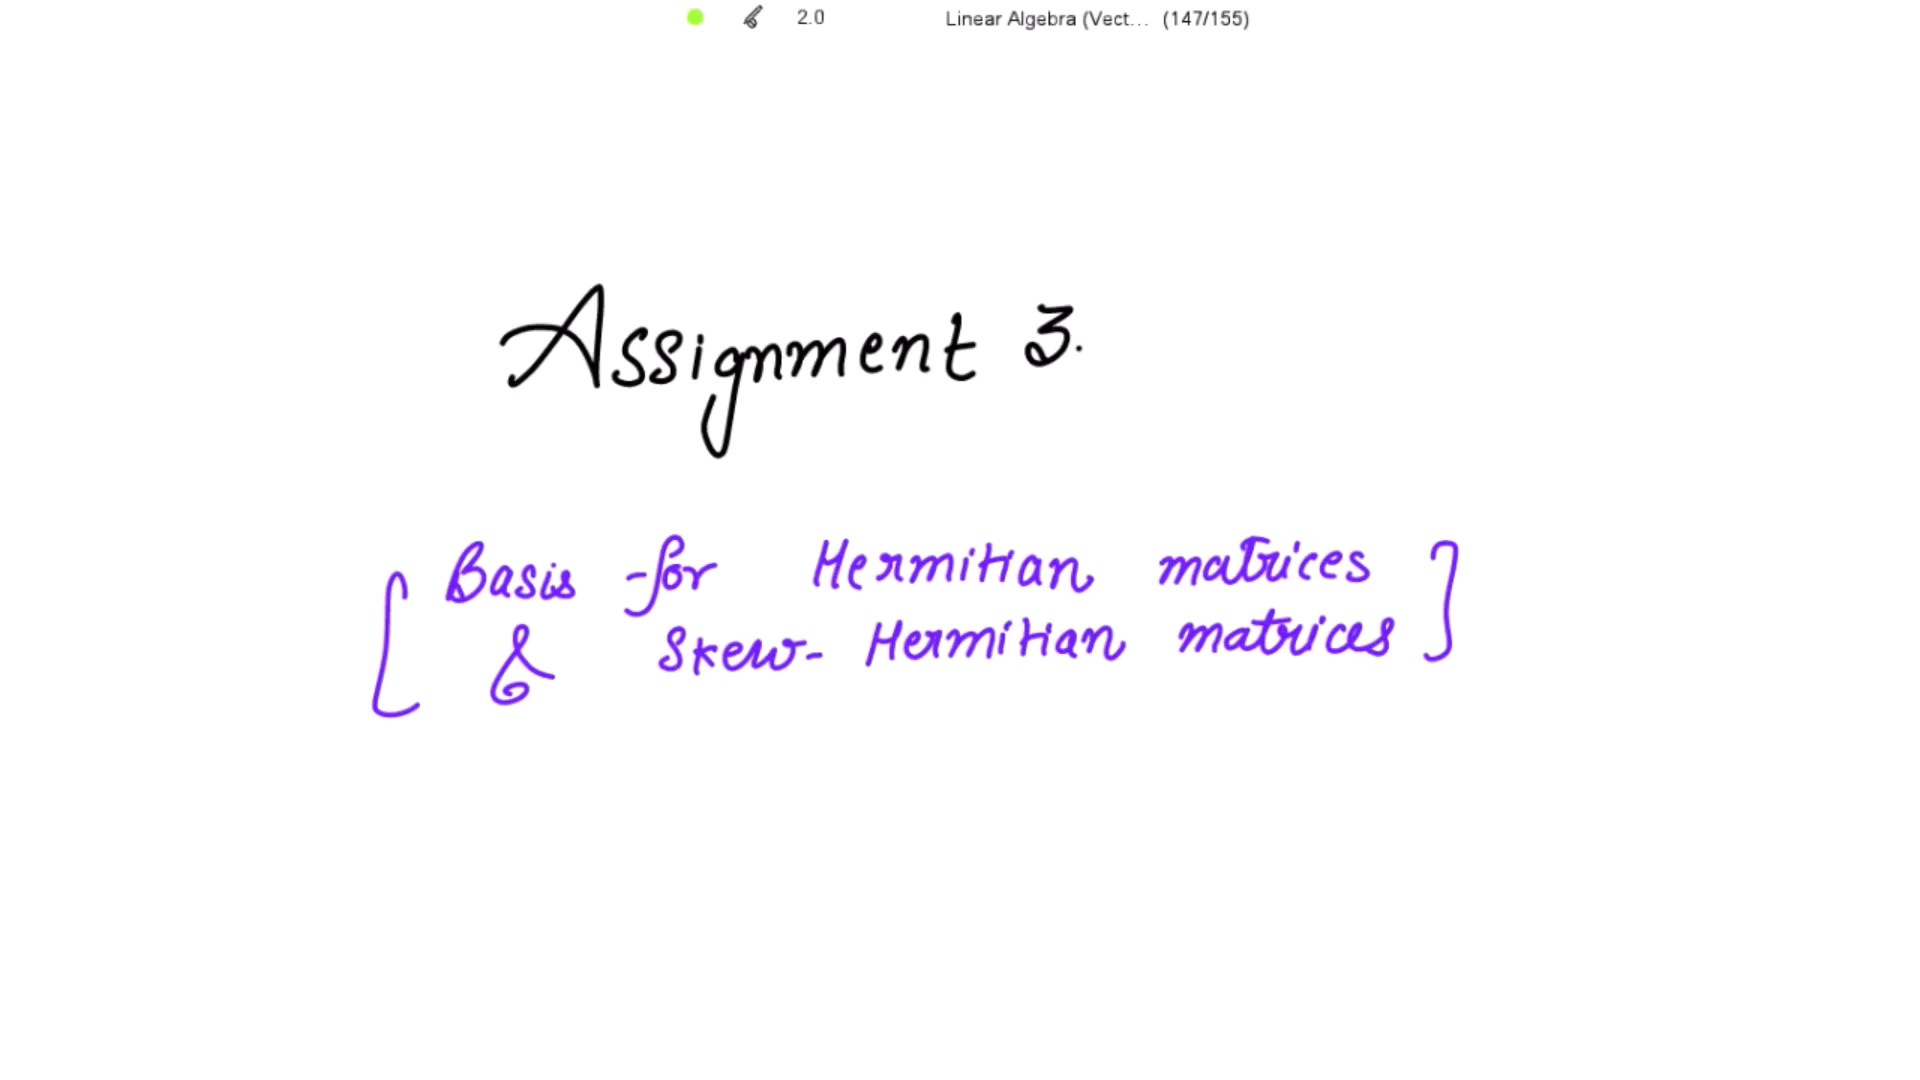 2.0 Linear Algebra (Vect... (147/155)
Assignment 3.
[ Basis for Hermitian matrices
& Skew-Hermitian matrices ]